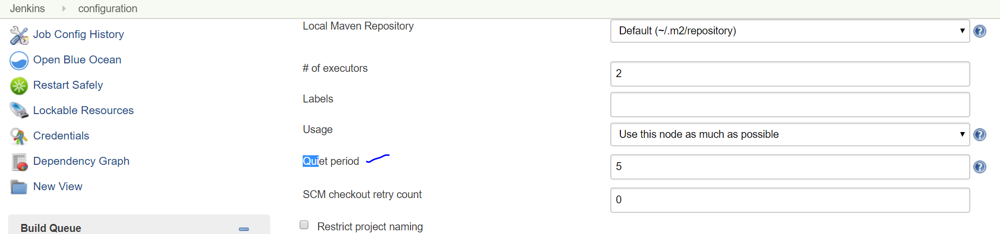 Jenkins configuration
Job Config History
Open Blue Ocean
Restart Safely
Lockable Resources
Credentials
Dependency Graph
New View
Build Queue
Local Maven Repository Default (~/.m2/repository)
# of executors 2
Labels
Usage Use this node as much as possible
Quiet period 5
SCM checkout retry count 0
Restrict project naming